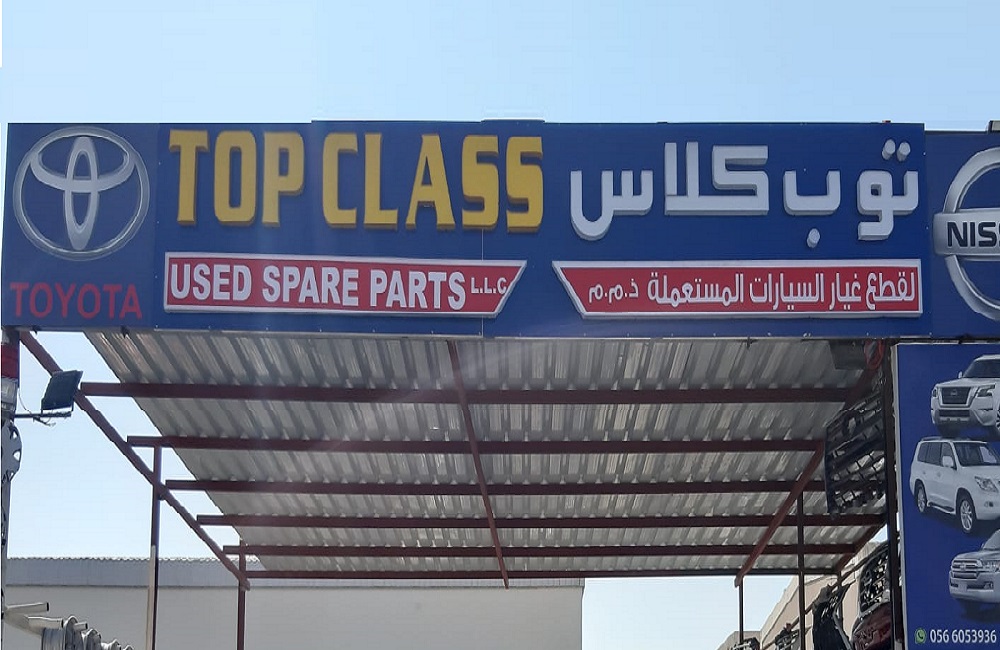 TOP CLASS
توب كلاس
USED SPARE PARTS L.L.C
لقطع غيار السيارات المستعملة ذ.م.م
TOYOTA
NISS
056 6053936